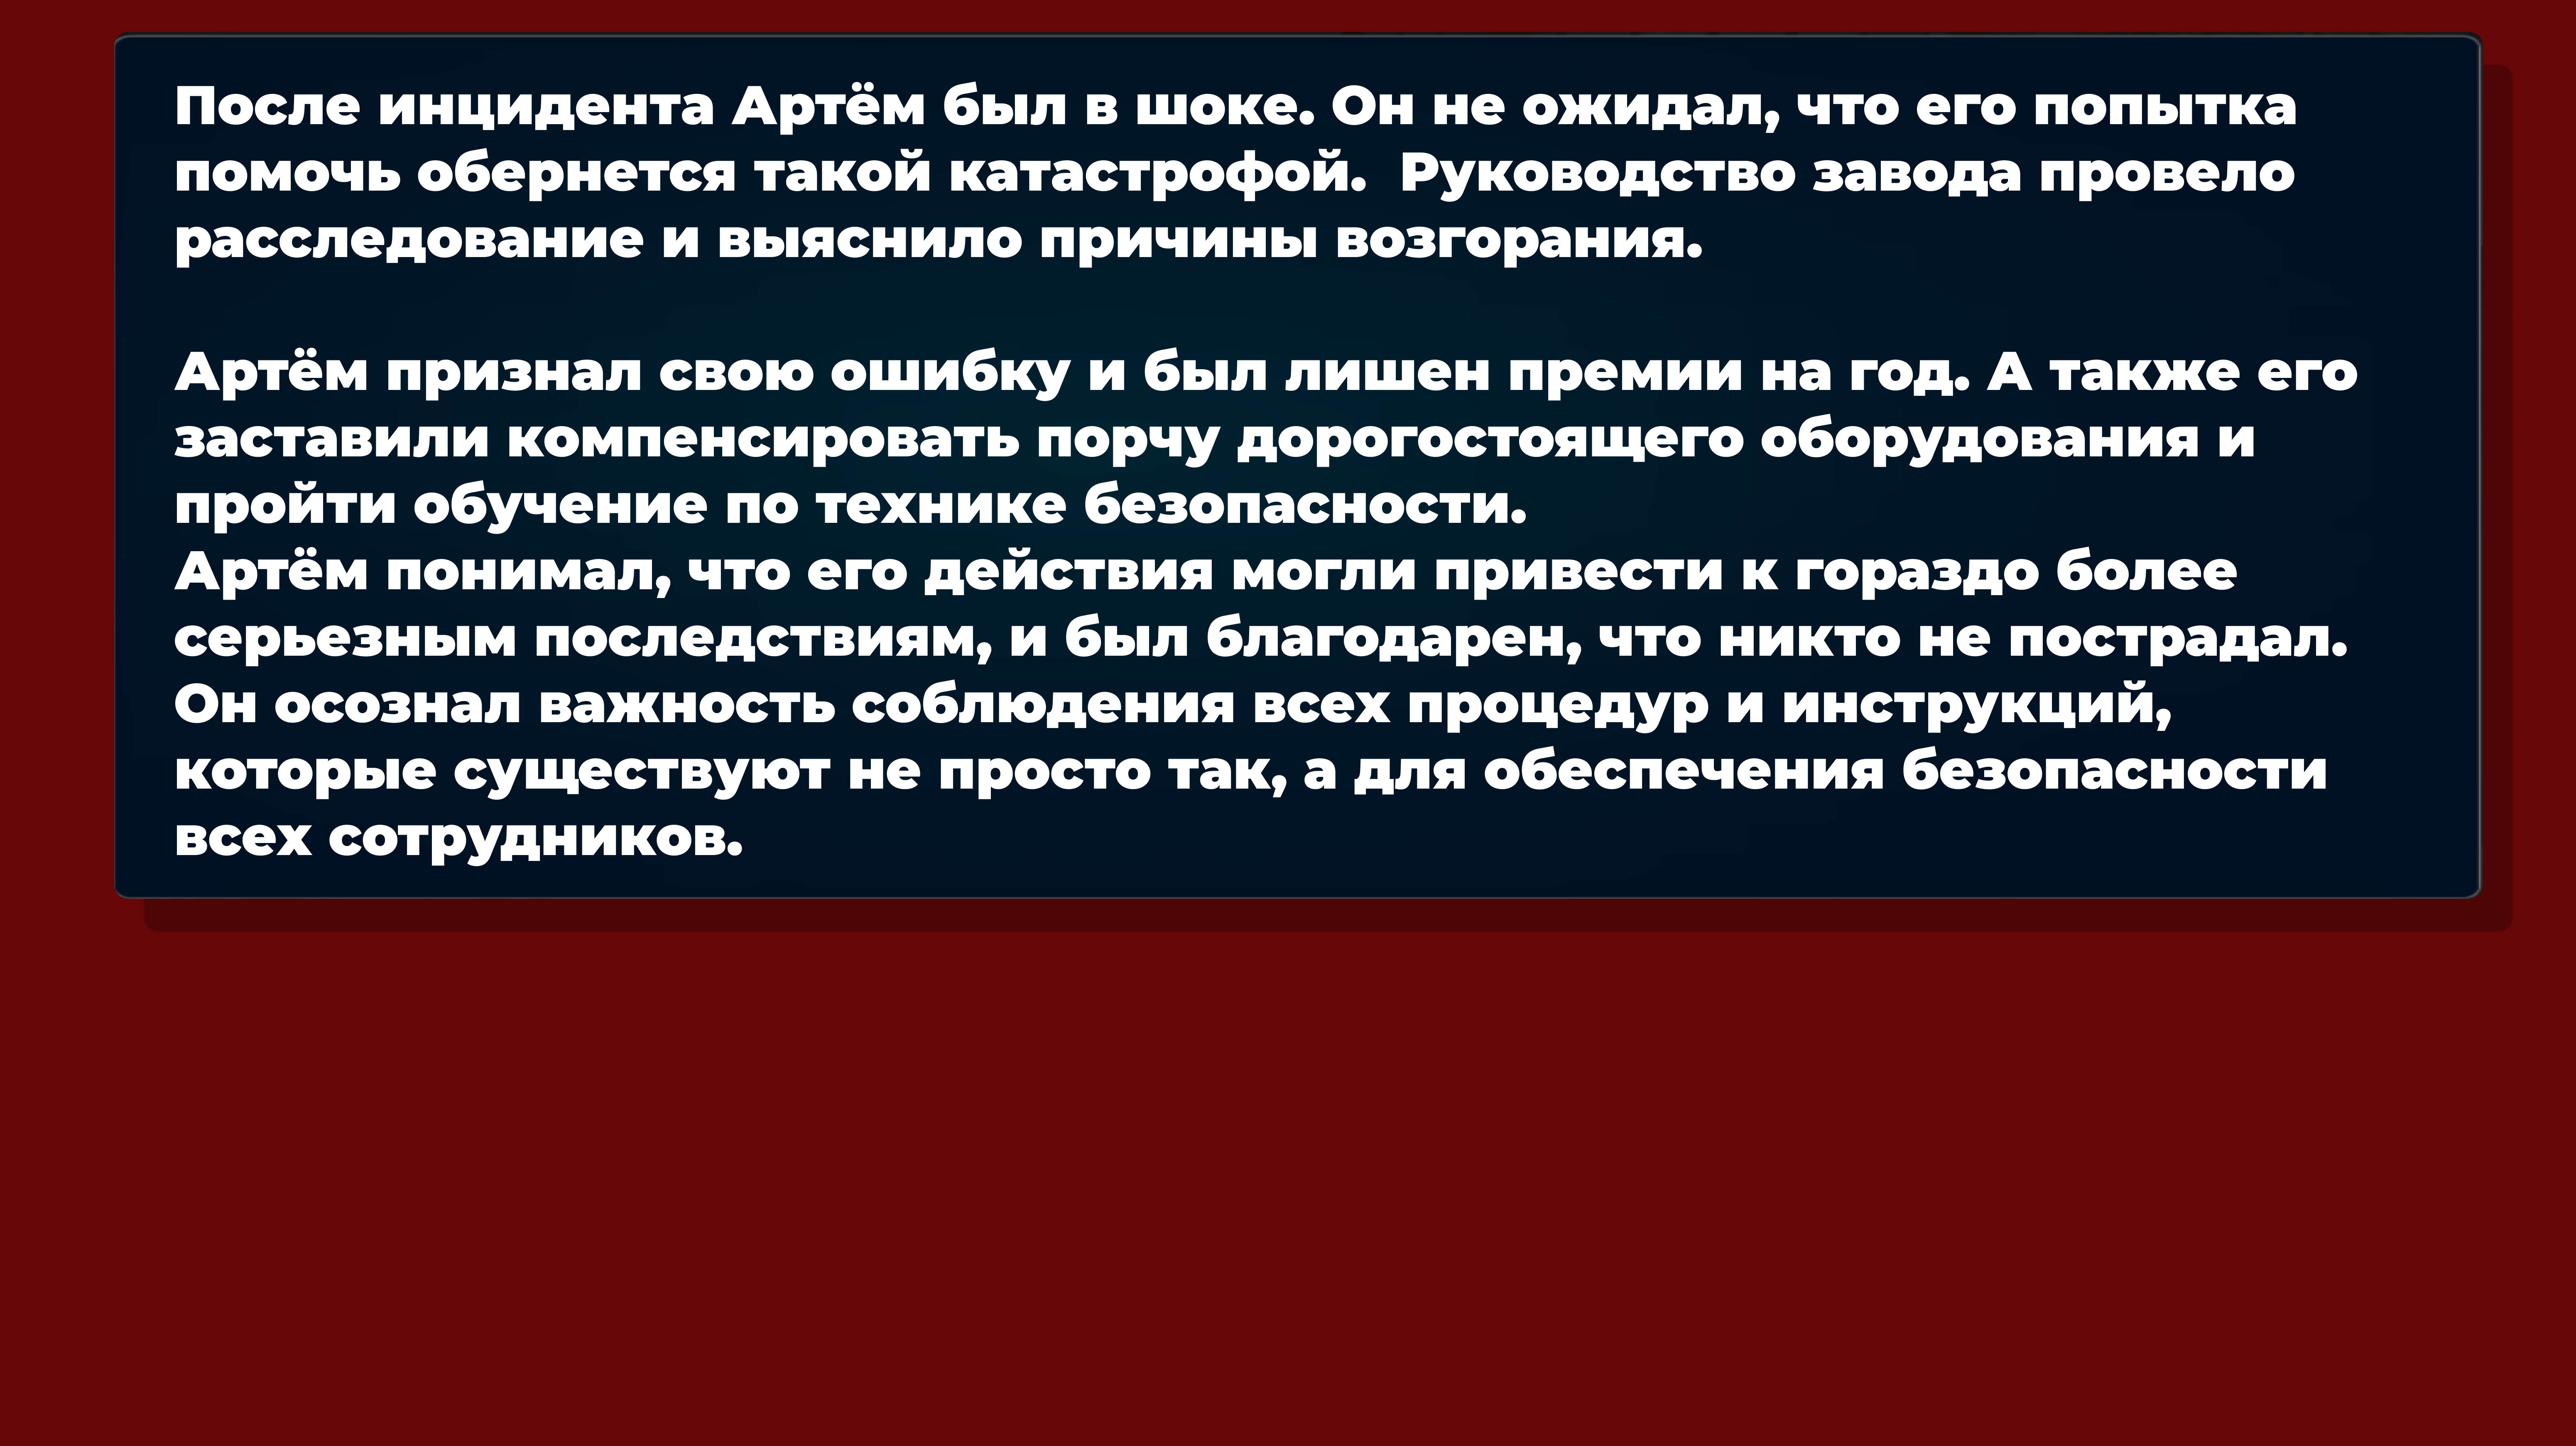 После инцидента Артём был в шоке. Он не ожидал, что его попытка
помочь обернется такой катастрофой.  Руководство завода провело
расследование и выяснило причины возгорания.

Артём признал свою ошибку и был лишен премии на год. А также его
заставили компенсировать порчу дорогостоящего оборудования и
пройти обучение по технике безопасности.
Артём понимал, что его действия могли привести к гораздо более
серьезным последствиям, и был благодарен, что никто не пострадал.
Он осознал важность соблюдения всех процедур и инструкций,
которые существуют не просто так, а для обеспечения безопасности
всех сотрудников.